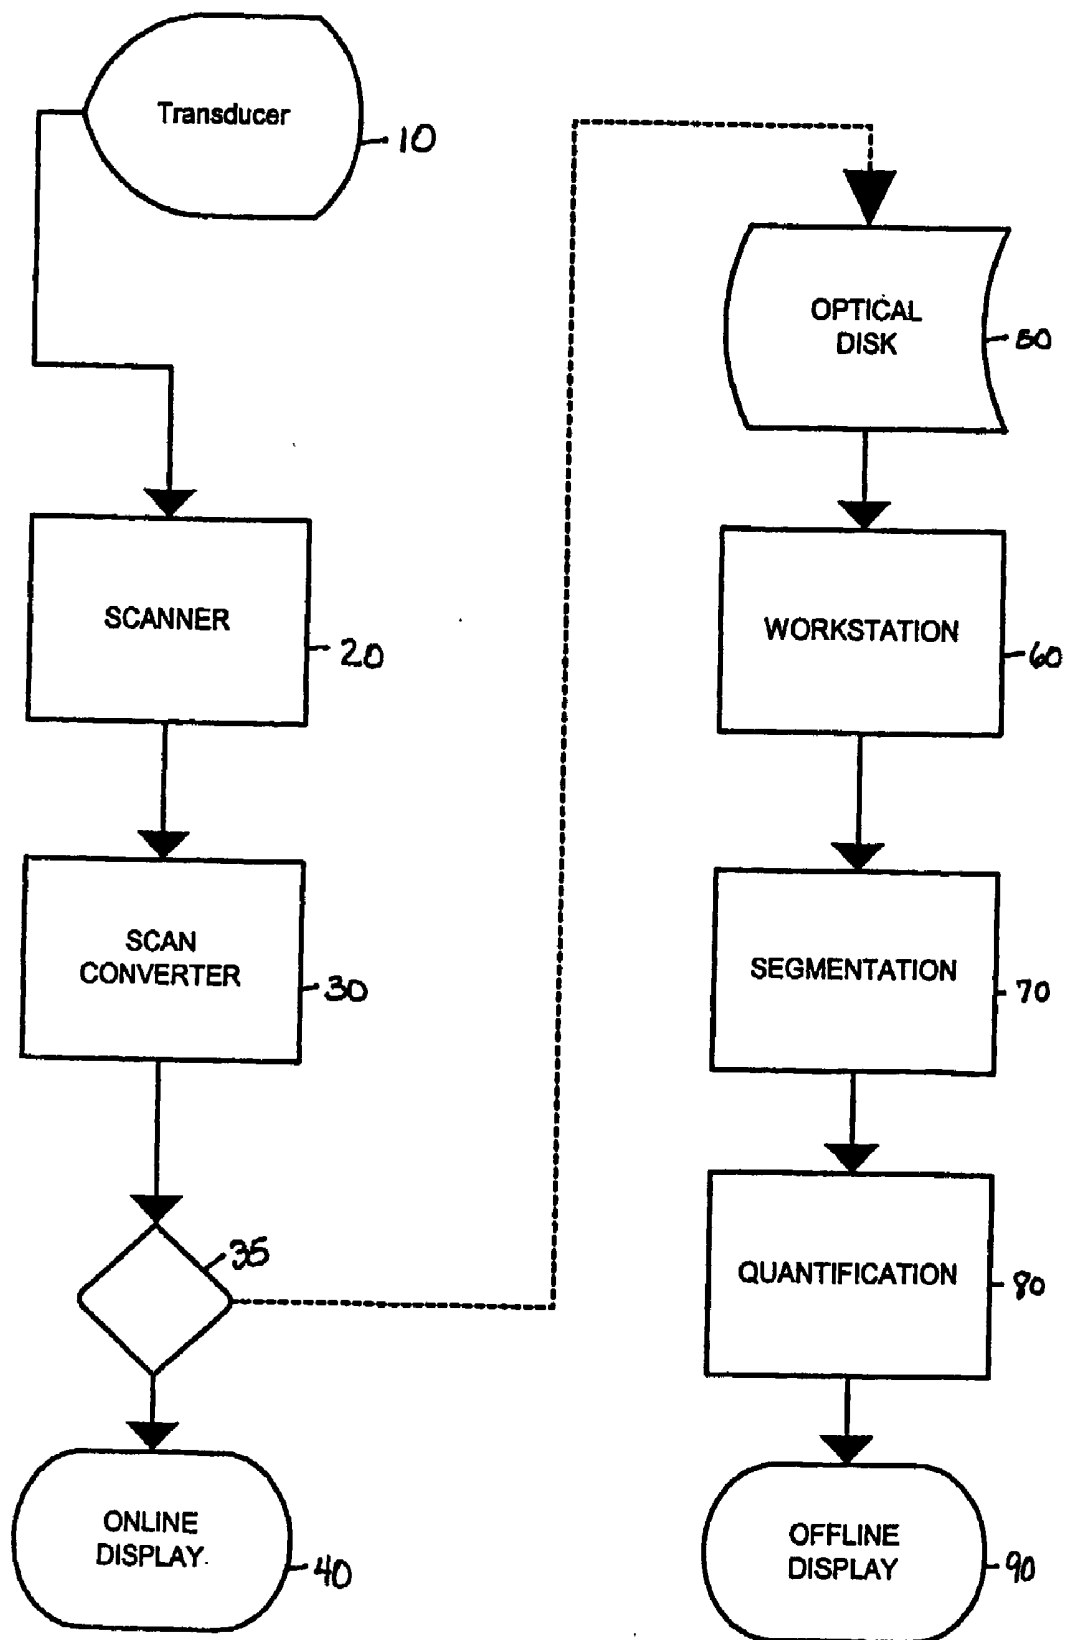 Transducer
10
SCANNER
20
SCAN
CONVERTER
30
35
ONLINE
DISPLAY.
40
OPTICAL
DISK
50
WORKSTATION
60
SEGMENTATION
70
QUANTIFICATION
80
OFFLINE
DISPLAY
90